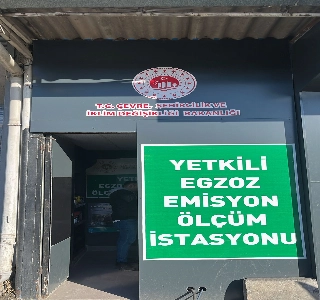 T.C. ÇEVRE, ŞEHİRCİLİK VE
İKLİM DEĞİŞİKLİĞİ BAKANLIĞI
YETKİLİ
EGZOZ
EMİSYON
ÖLÇÜM
İSTASYONU